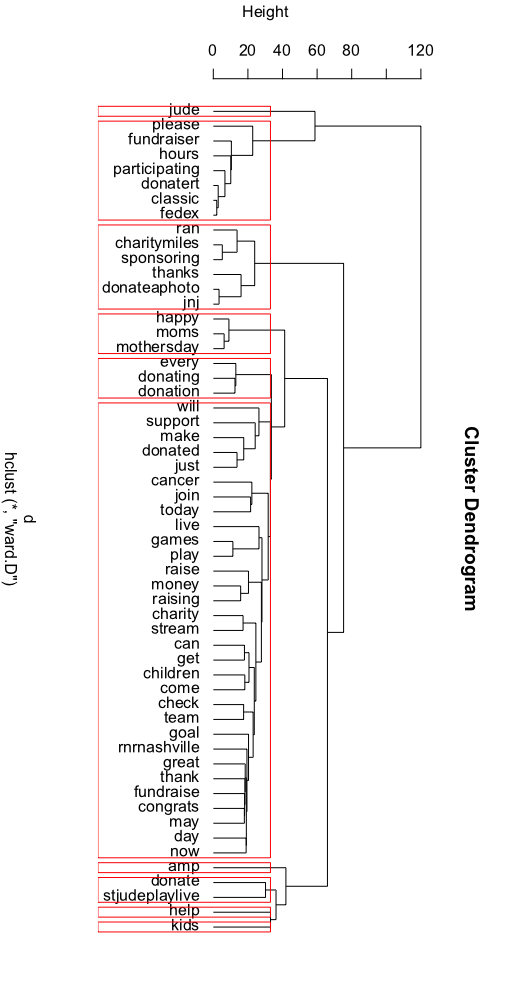 Height
0 20 40 60 80 120
jude
please
fundraiser
hours
participating
donatert
classic
fedex
ran
charitymiles
sponsoring
thanks
donateaphoto
jnj
happy
moms
mothersday
every
donating
donation
will
support
make
donated
just
cancer
join
today
live
games
play
raise
money
raising
charity
stream
can
get
children
come
check
team
goal
rnrnashville
great
thank
fundraise
congrats
may
day
now
amp
donate
stjudeplaylive
help
kids
Cluster Dendrogram
d
hclust (*, "ward.D")